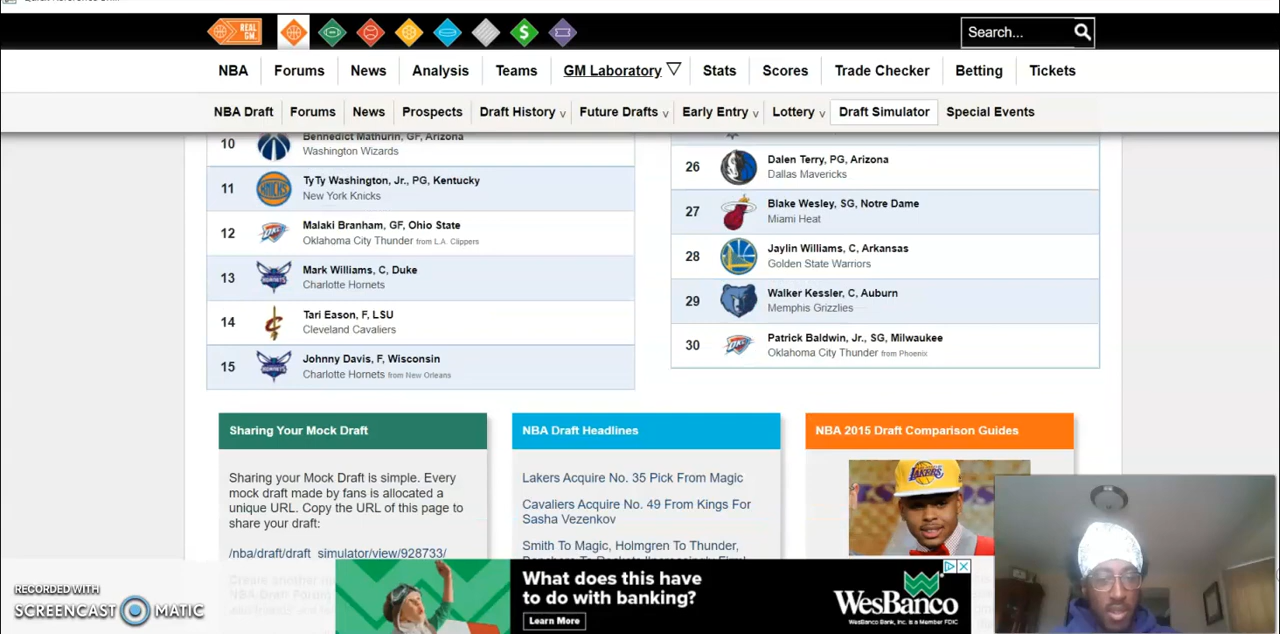 REAL
GM
Search...
NBA Forums News Analysis Teams GM Laboratory Stats Scores Trade Checker Betting Tickets
NBA Draft Forums News Prospects Draft History v Future Drafts v Early Entry v Lottery v Draft Simulator Special Events
10
Bennedict Mathurin, GF, Arizona
Washington Wizards
11
TyTy Washington, Jr., PG, Kentucky
New York Knicks
12
Malaki Branham, GF, Ohio State
Oklahoma City Thunder from L.A. Clippers
13
Mark Williams, C, Duke
Charlotte Hornets
14
Tari Eason, F, LSU
Cleveland Cavaliers
15
Johnny Davis, F, Wisconsin
Charlotte Hornets from New Orleans
26
Dalen Terry, PG, Arizona
Dallas Mavericks
27
Blake Wesley, SG, Notre Dame
Miami Heat
28
Jaylin Williams, C, Arkansas
Golden State Warriors
29
Walker Kessler, C, Auburn
Memphis Grizzlies
30
Patrick Baldwin, Jr., SG, Milwaukee
Oklahoma City Thunder from Phoenix
Sharing Your Mock Draft
Sharing your Mock Draft is simple. Every
mock draft made by fans is allocated a
unique URL. Copy the URL of this page to
share your draft:
/nba/draft/draft_simulator/view/928733/
NBA Draft Headlines
Lakers Acquire No. 35 Pick From Magic
Cavaliers Acquire No. 49 From Kings For
Sasha Vezenkov
Smith To Magic, Holmgren To Thunder,
NBA 2015 Draft Comparison Guides
LAKERS
RECORDED WITH
SCREENCAST MATIC
What does this have
to do with banking?
Learn More
WesBanco
WesBanco Bank, Inc. is a Member FDIC